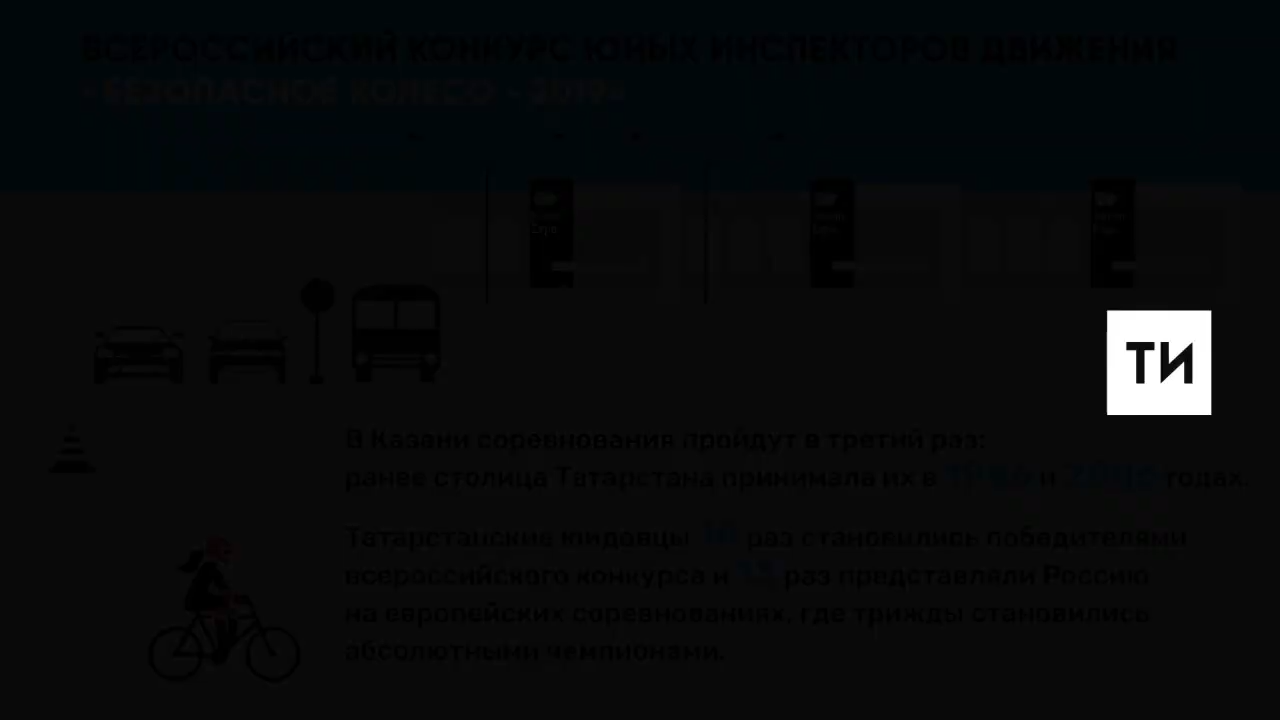 ВСЕРОССИЙСКИЙ КОНКУРС ЮНЫХ ИНСПЕКТОРОВ ДВИЖЕНИЯ
«БЕЗОПАСНОЕ КОЛЕСО - 2019»
ТИ
В Казани соревнования пройдут в третий раз:
ранее столица Татарстана принимала их в и годах.
Татарстанские юидовцы раз становились победителями
всероссийского конкурса и раз представляли Россию
на европейских соревнованиях, где трижды становились
абсолютными чемпионами.